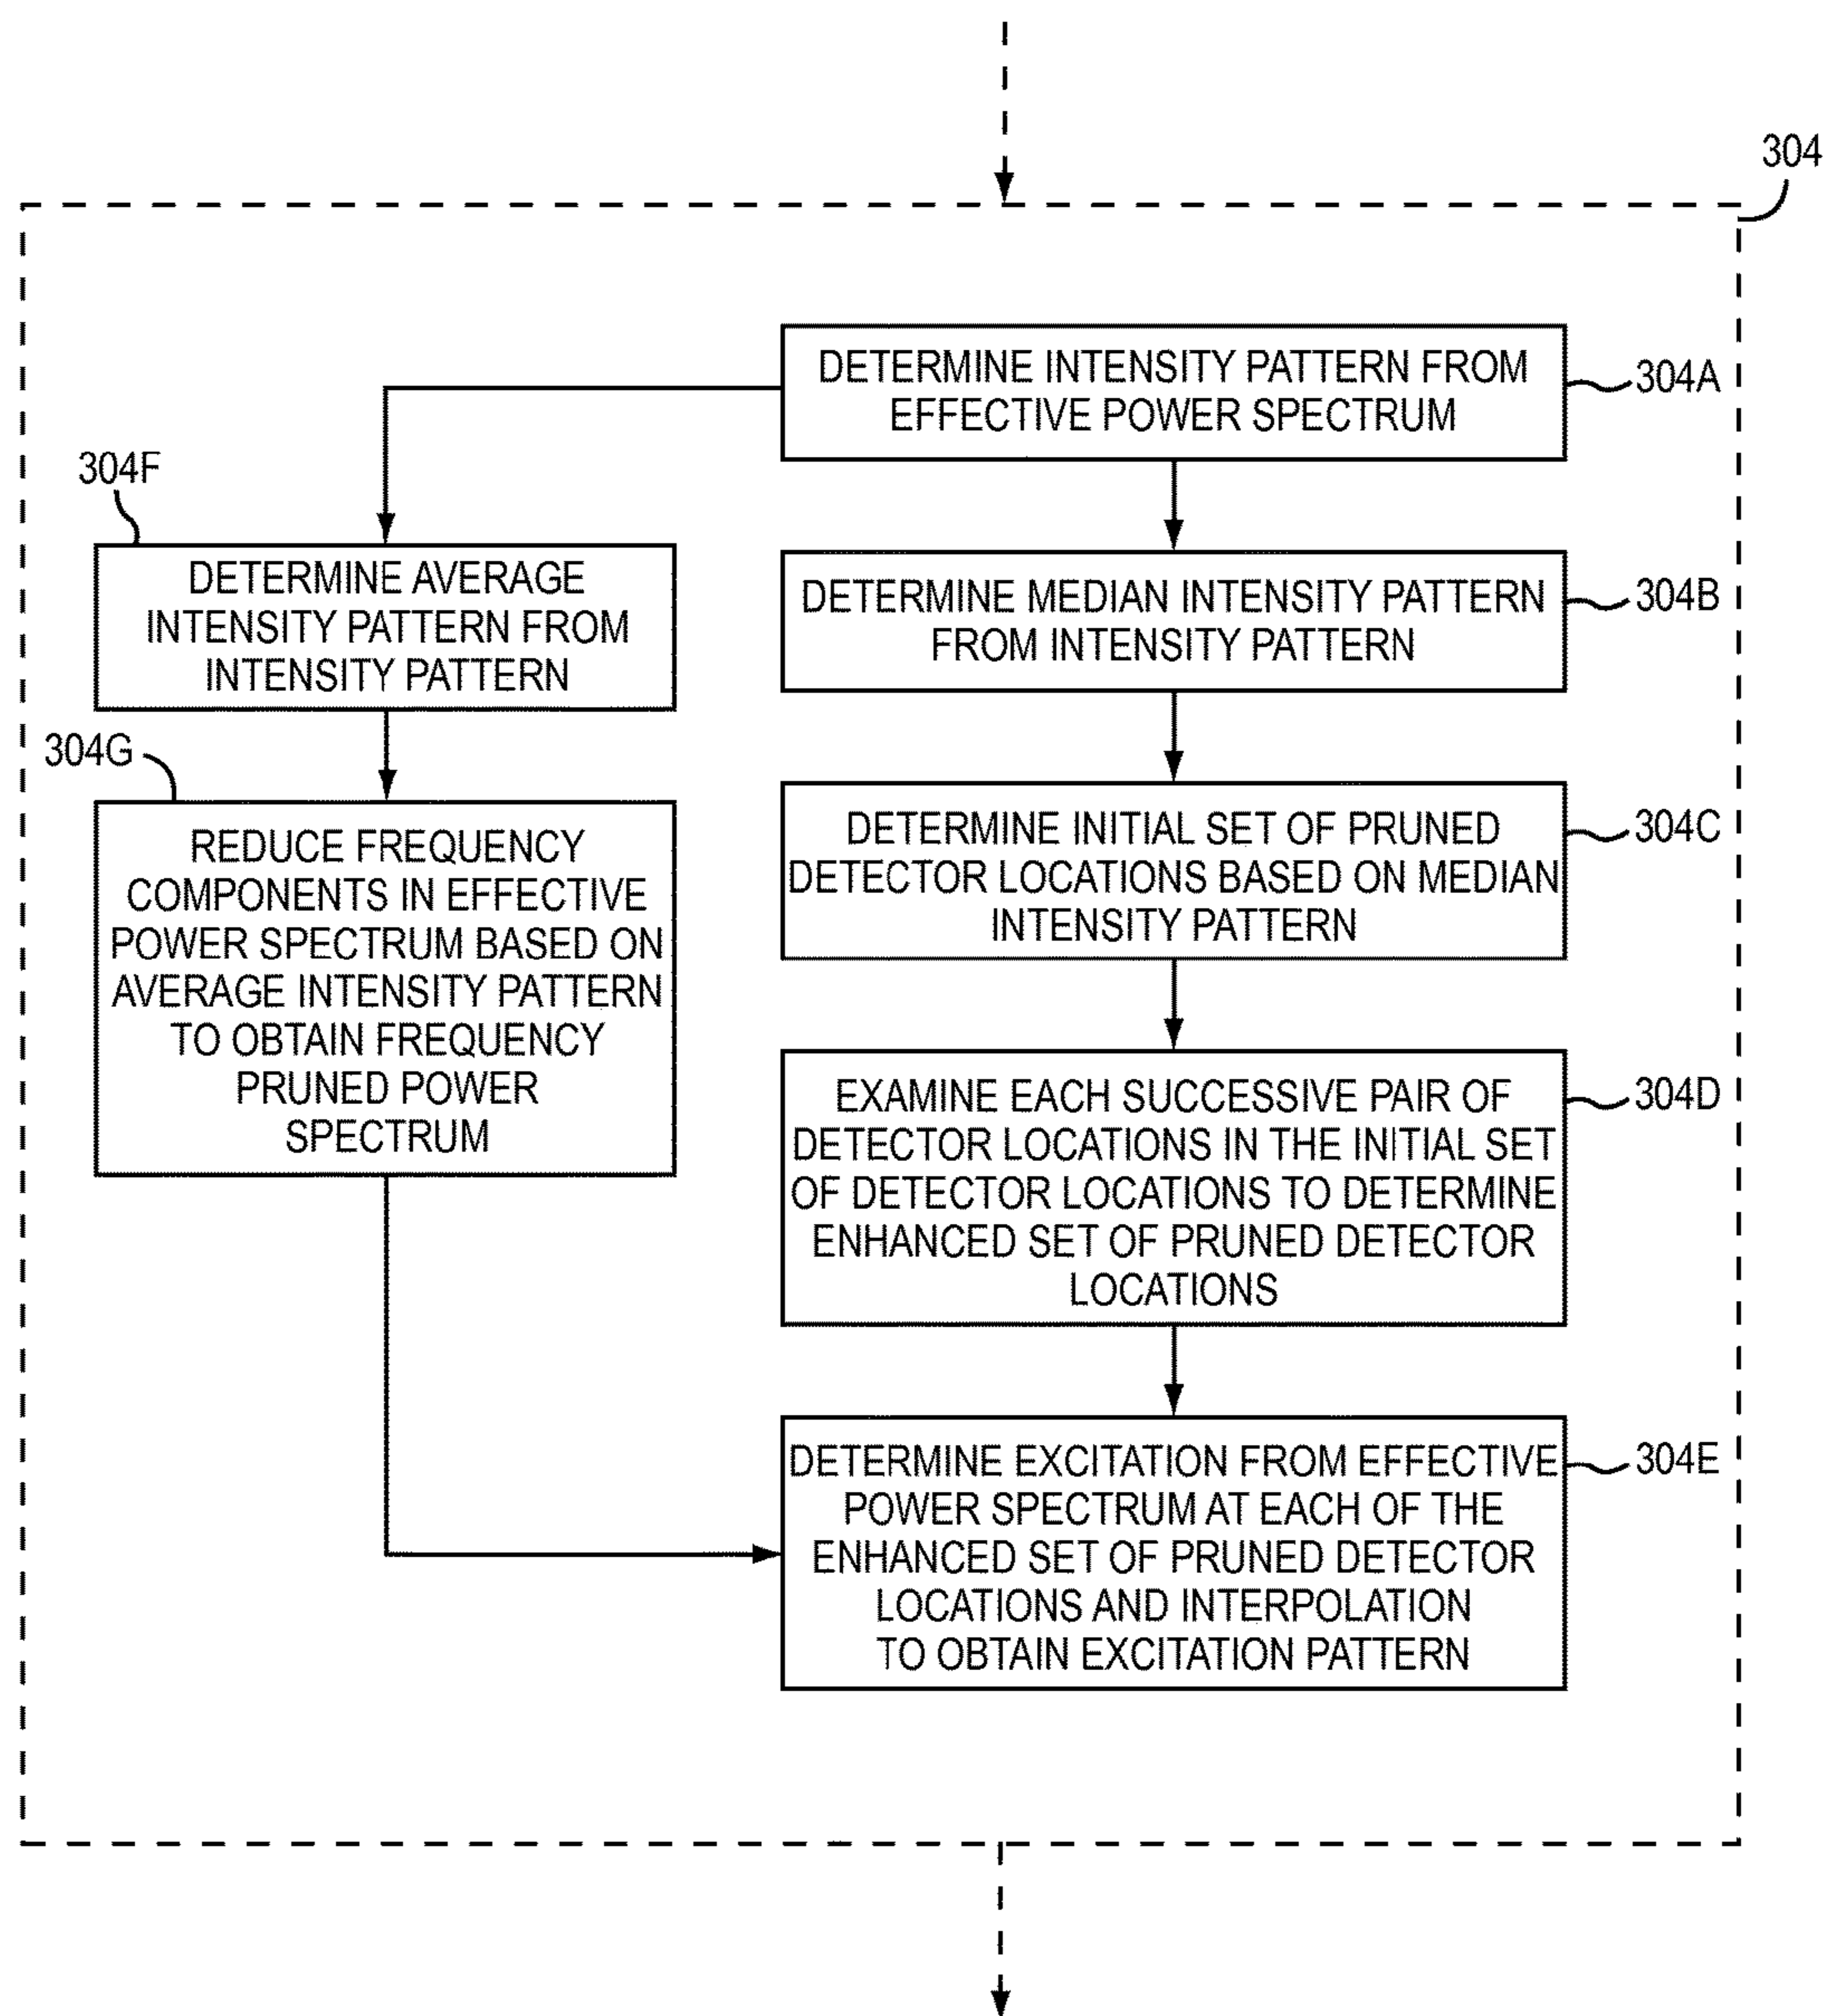 304
DETERMINE INTENSITY PATTERN FROM
EFFECTIVE POWER SPECTRUM
304A
304F
DETERMINE AVERAGE
INTENSITY PATTERN FROM
INTENSITY PATTERN
DETERMINE MEDIAN INTENSITY PATTERN
FROM INTENSITY PATTERN
304B
304G
REDUCE FREQUENCY
COMPONENTS IN EFFECTIVE
POWER SPECTRUM BASED ON
AVERAGE INTENSITY PATTERN
TO OBTAIN FREQUENCY
PRUNED POWER
SPECTRUM
DETERMINE INITIAL SET OF PRUNED
DETECTOR LOCATIONS BASED ON MEDIAN
INTENSITY PATTERN
304C
EXAMINE EACH SUCCESSIVE PAIR OF
DETECTOR LOCATIONS IN THE INITIAL SET
OF DETECTOR LOCATIONS TO DETERMINE
ENHANCED SET OF PRUNED DETECTOR
LOCATIONS
304D
DETERMINE EXCITATION FROM EFFECTIVE
POWER SPECTRUM AT EACH OF THE
ENHANCED SET OF PRUNED DETECTOR
LOCATIONS AND INTERPOLATION
TO OBTAIN EXCITATION PATTERN
304E